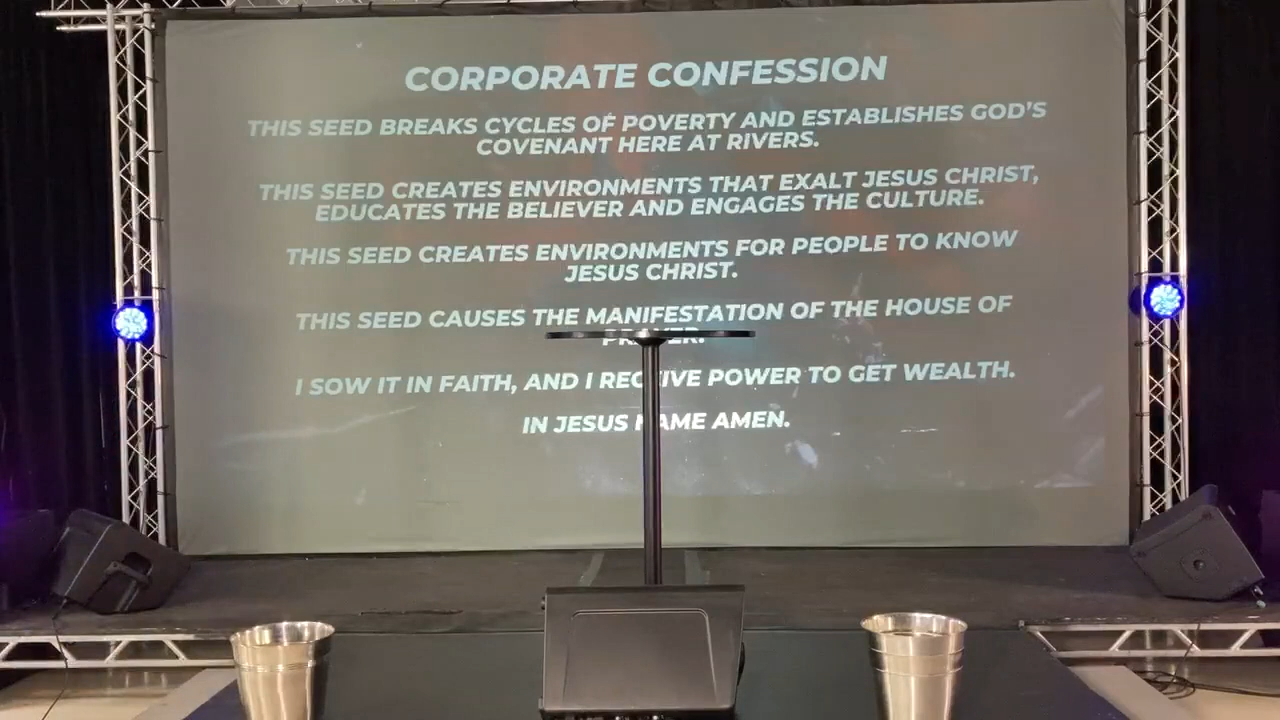 CORPORATE CONFESSION
THIS SEED BREAKS CYCLES OF POVERTY AND ESTABLISHES GOD'S
COVENANT HERE AT RIVERS.
THIS SEED CREATES ENVIRONMENTS THAT EXALT JESUS CHRIST,
EDUCATES THE BELIEVER AND ENGAGES THE CULTURE.
THIS SEED CREATES ENVIRONMENTS FOR PEOPLE TO KNOW
JESUS CHRIST.
THIS SEED CAUSES THE MANIFESTATION OF THE HOUSE OF
PRAYER.
I SOW IT IN FAITH, AND I RECEIVE POWER TO GET WEALTH.
IN JESUS NAME AMEN.